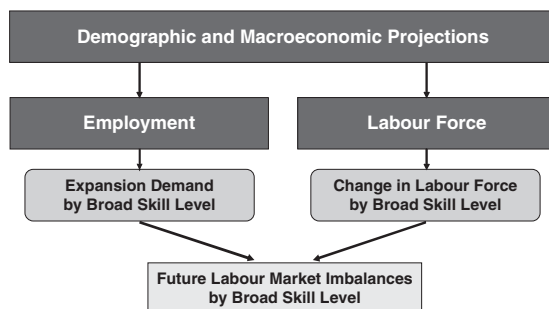 Demographic and Macroeconomic Projections
Employment
Labour Force
Expansion Demand
by Broad Skill Level
Change in Labour Force
by Broad Skill Level
Future Labour Market Imbalances
by Broad Skill Level